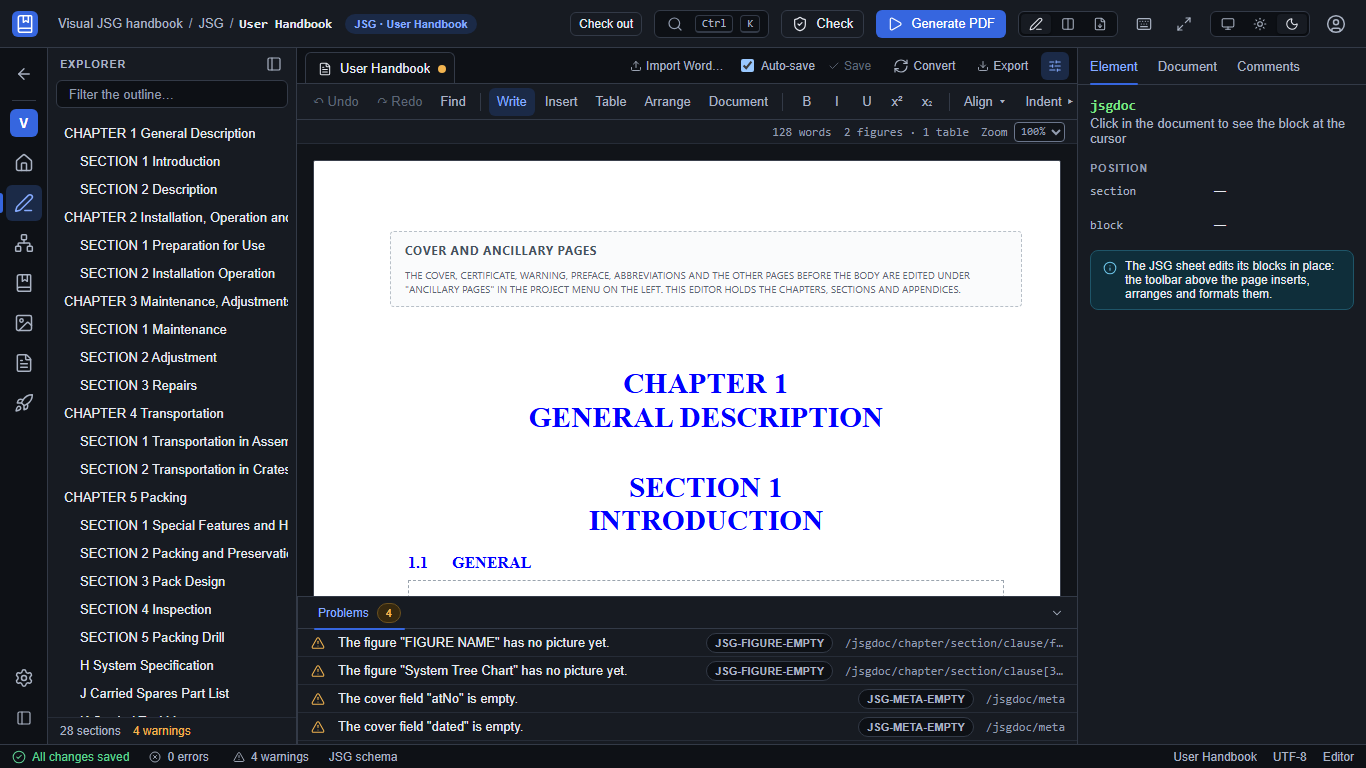 Visual JSG handbook / JSG / User Handbook
JSG · User Handbook
Check out
Ctrl K
Check
Generate PDF
EXPLORER
Filter the outline...
CHAPTER 1 General Description
SECTION 1 Introduction
SECTION 2 Description
CHAPTER 2 Installation, Operation and
SECTION 1 Preparation for Use
SECTION 2 Installation Operation
CHAPTER 3 Maintenance, Adjustments
SECTION 1 Maintenance
SECTION 2 Adjustment
SECTION 3 Repairs
CHAPTER 4 Transportation
SECTION 1 Transportation in Assem
SECTION 2 Transportation in Crates
CHAPTER 5 Packing
SECTION 1 Special Features and H
SECTION 2 Packing and Preservati
SECTION 3 Pack Design
SECTION 4 Inspection
SECTION 5 Packing Drill
H System Specification
J Carried Spares Part List
28 sections 4 warnings
V
User Handbook
Import Word... Auto-save Save Convert Export
Undo Redo Find Write Insert Table Arrange Document B I U x² x₂ Align Indent
128 words 2 figures · 1 table Zoom 100%
COVER AND ANCILLARY PAGES
THE COVER, CERTIFICATE, WARNING, PREFACE, ABBREVIATIONS AND THE OTHER PAGES BEFORE THE BODY ARE EDITED UNDER
"ANCILLARY PAGES" IN THE PROJECT MENU ON THE LEFT. THIS EDITOR HOLDS THE CHAPTERS, SECTIONS AND APPENDICES.
CHAPTER 1
GENERAL DESCRIPTION
SECTION 1
INTRODUCTION
1.1 GENERAL
Problems 4
The figure "FIGURE NAME" has no picture yet. JSG-FIGURE-EMPTY /jsgdoc/chapter/section/clause/f…
The figure "System Tree Chart" has no picture yet. JSG-FIGURE-EMPTY /jsgdoc/chapter/section/clause[3…
The cover field "atNo" is empty. JSG-META-EMPTY /jsgdoc/meta
The cover field "dated" is empty. JSG-META-EMPTY /jsgdoc/meta
Element Document Comments
jsgdoc
Click in the document to see the block at the
cursor
POSITION
section —
block —
The JSG sheet edits its blocks in place:
the toolbar above the page inserts,
arranges and formats them.
All changes saved 0 errors 4 warnings JSG schema
User Handbook UTF-8 Editor